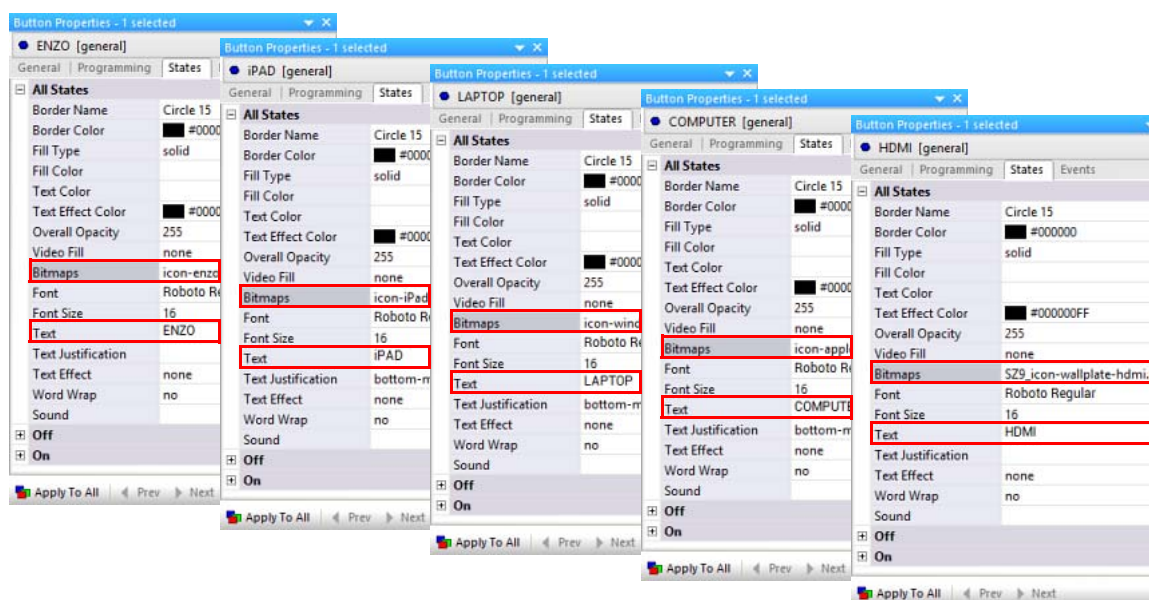 Button Properties - 1 selected
ENZO [general]
General | Programming States
All States
Border Name Circle 15
Border Color #0000
Fill Type solid
Fill Color
Text Color
Text Effect Color #0000
Overall Opacity 255
Video Fill none
Bitmaps icon-enzo
Font Roboto Re
Font Size 16
Text ENZO
Text Justification
Text Effect none
Word Wrap no
Sound
Off
On
Apply To All Prev Next
Button Properties - 1 selected
iPAD [general]
General | Programming States
All States
Border Name Circle 15
Border Color #0000
Fill Type solid
Fill Color
Text Color
Text Effect Color #0000
Overall Opacity 255
Video Fill none
Bitmaps icon-iPad
Font Roboto R
Font Size 16
Text iPAD
Text Justification bottom-m
Text Effect none
Word Wrap no
Sound
Off
On
Apply To All Prev Next
Button Properties - 1 selected
LAPTOP [general]
General | Programming States
All States
Border Name Circle 15
Border Color #0000
Fill Type solid
Fill Color
Text Color
Text Effect Color #0000
Overall Opacity 255
Video Fill none
Bitmaps icon-wind
Font Roboto Re
Font Size 16
Text LAPTOP
Text Justification bottom-m
Text Effect none
Word Wrap no
Sound
Off
On
Apply To All Prev Next
Button Properties - 1 selected
COMPUTER [general]
General | Programming States
All States
Border Name Circle 15
Border Color #0000
Fill Type solid
Fill Color
Text Color
Text Effect Color #0000
Overall Opacity 255
Video Fill none
Bitmaps icon-appl
Font Roboto Re
Font Size 16
Text COMPUTE
Text Justification bottom-m
Text Effect none
Word Wrap no
Sound
Off
On
Apply To All Prev Next
Button Properties - 1 selected
HDMI [general]
General | Programming States Events
All States
Border Name Circle 15
Border Color #000000
Fill Type solid
Fill Color
Text Color
Text Effect Color #000000FF
Overall Opacity 255
Video Fill none
Bitmaps SZ9_icon-wallplate-hdmi.
Font Roboto Regular
Font Size 16
Text HDMI
Text Justification
Text Effect none
Word Wrap no
Sound
Off
On
Apply To All Prev Next